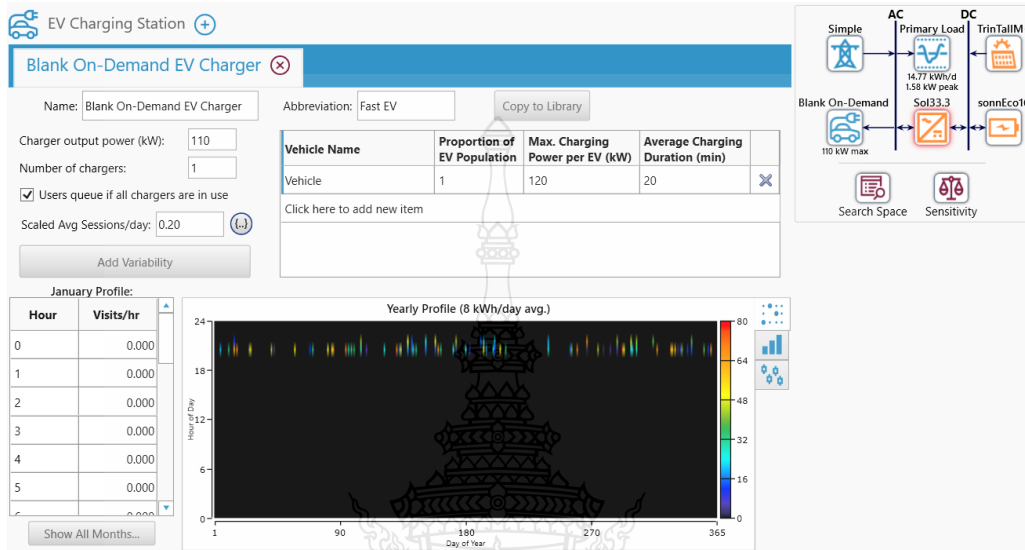 EV Charging Station
Blank On-Demand EV Charger
Name: Blank On-Demand EV Charger
Abbreviation: Fast EV
Copy to Library
Charger output power (kW): 110
Number of chargers: 1
Users queue if all chargers are in use
Scaled Avg Sessions/day: 0.20 {..}
Add Variability
Vehicle Name Proportion of EV Population Max. Charging Power per EV (kW) Average Charging Duration (min)
Vehicle 1 120 20
Click here to add new item
January Profile:
Hour Visits/hr
0 0.000
1 0.000
2 0.000
3 0.000
4 0.000
5 0.000
Show All Months...
Yearly Profile (8 kWh/day avg.)
24
18
12
6
0
Hour of Day
1 90 180 270 365
Day of Year
80
64
48
32
16
0
AC DC
Simple Primary Load TrinTallM
14.77 kWh/d
1.58 kW peak
Blank On-Demand Sol33.3 sonnEco10
110 kW max
Search Space Sensitivity